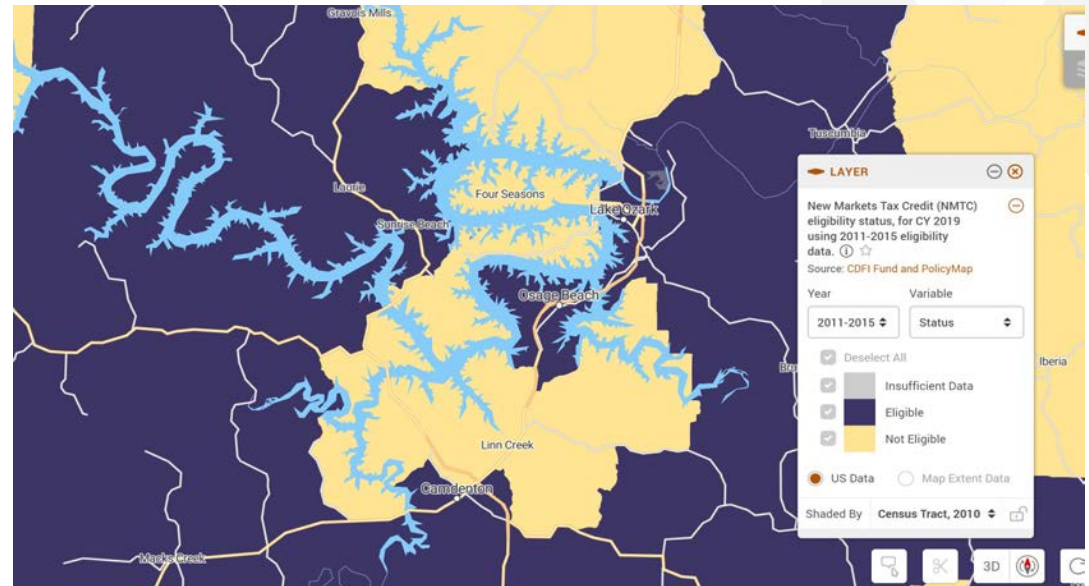 Gravois Mills
Tuscumbia
Laurie
Four Seasons
Lake Ozark
Sunrise Beach
Osage Beach
Iberia
Linn Creek
Camdenton
Macks Creek
LAYER
New Markets Tax Credit (NMTC)
eligibility status, for CY 2019
using 2011-2015 eligibility
data.
Source: CDFI Fund and PolicyMap
Year Variable
2011-2015 Status
Deselect All
Insufficient Data
Eligible
Not Eligible
US Data Map Extent Data
Shaded By Census Tract, 2010
3D